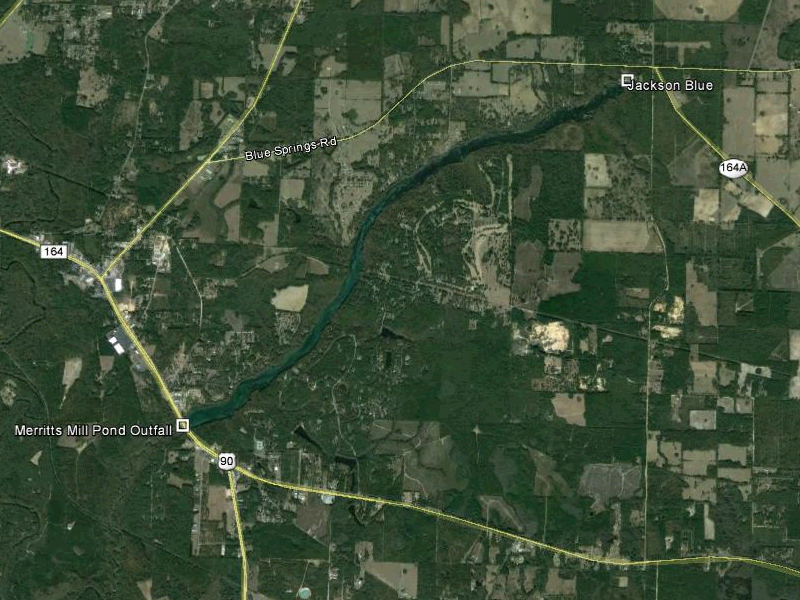 Jackson Blue
Blue Springs Rd
164A
164
Merritts Mill Pond Outfall
90